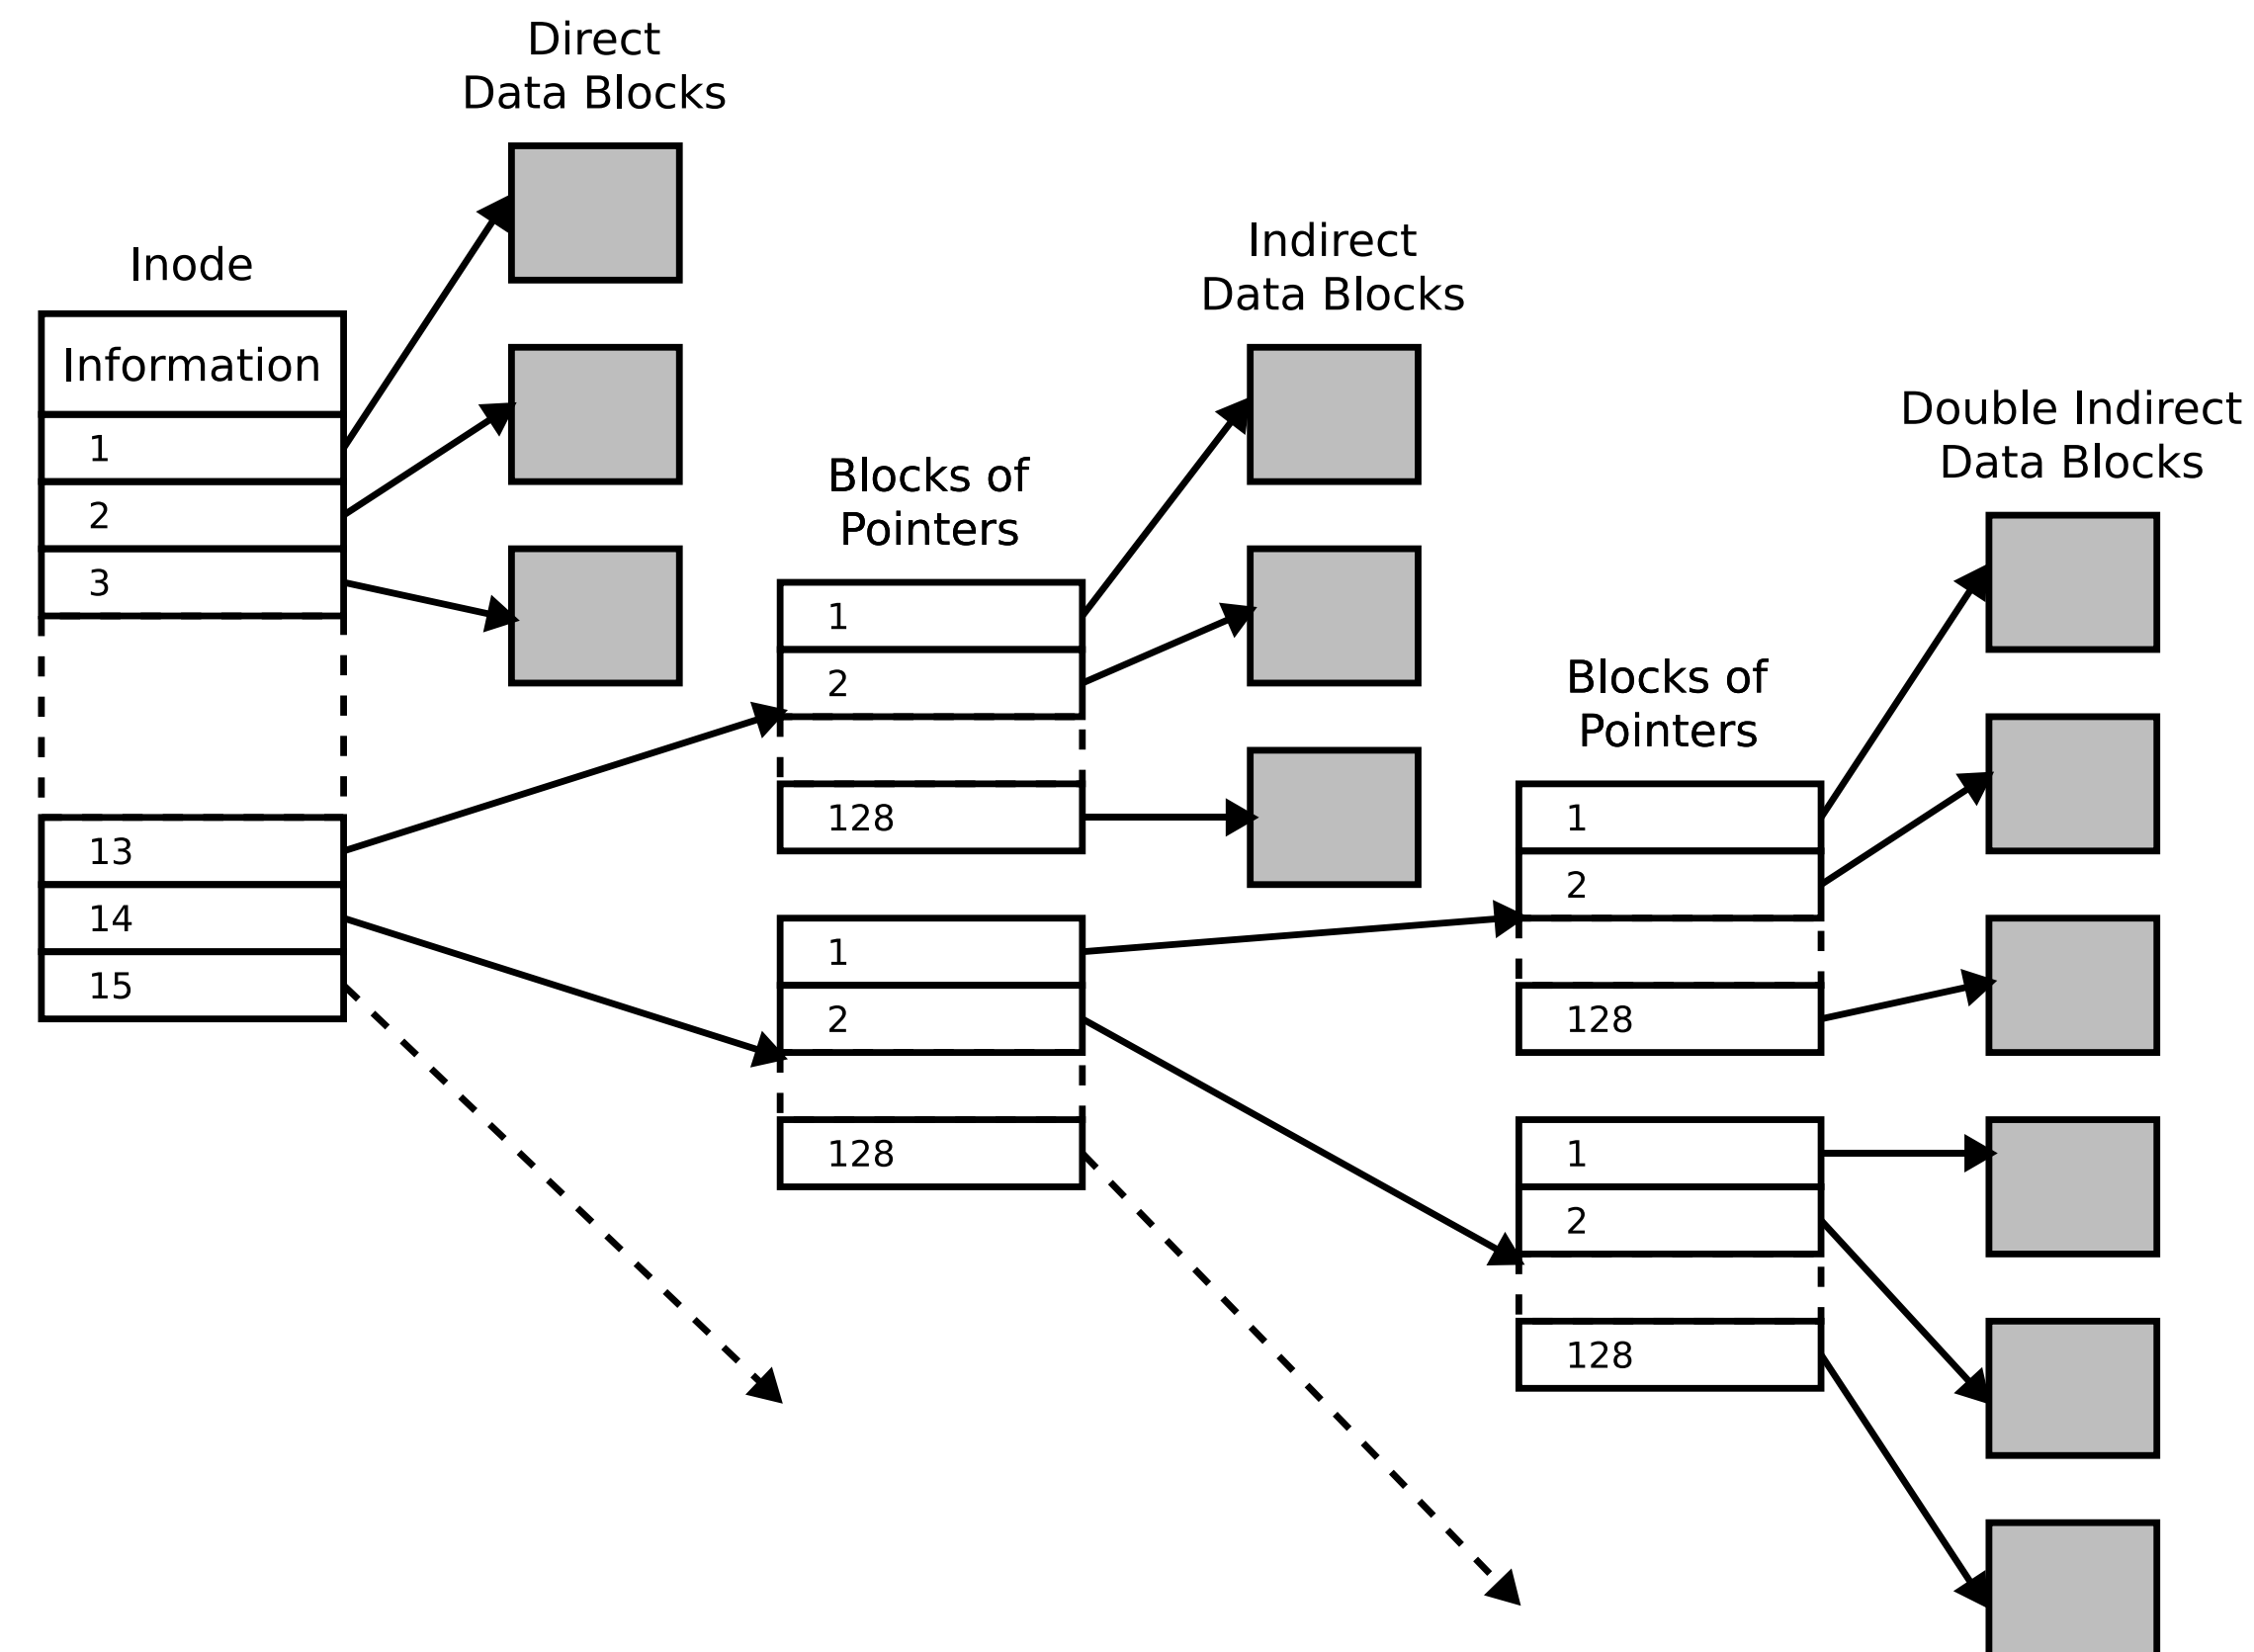 Direct
Data Blocks
Inode
Information
1
2
3
13
14
15
Blocks of
Pointers
1
2
128
1
2
128
Indirect
Data Blocks
Blocks of
Pointers
1
2
128
1
2
128
Double Indirect
Data Blocks